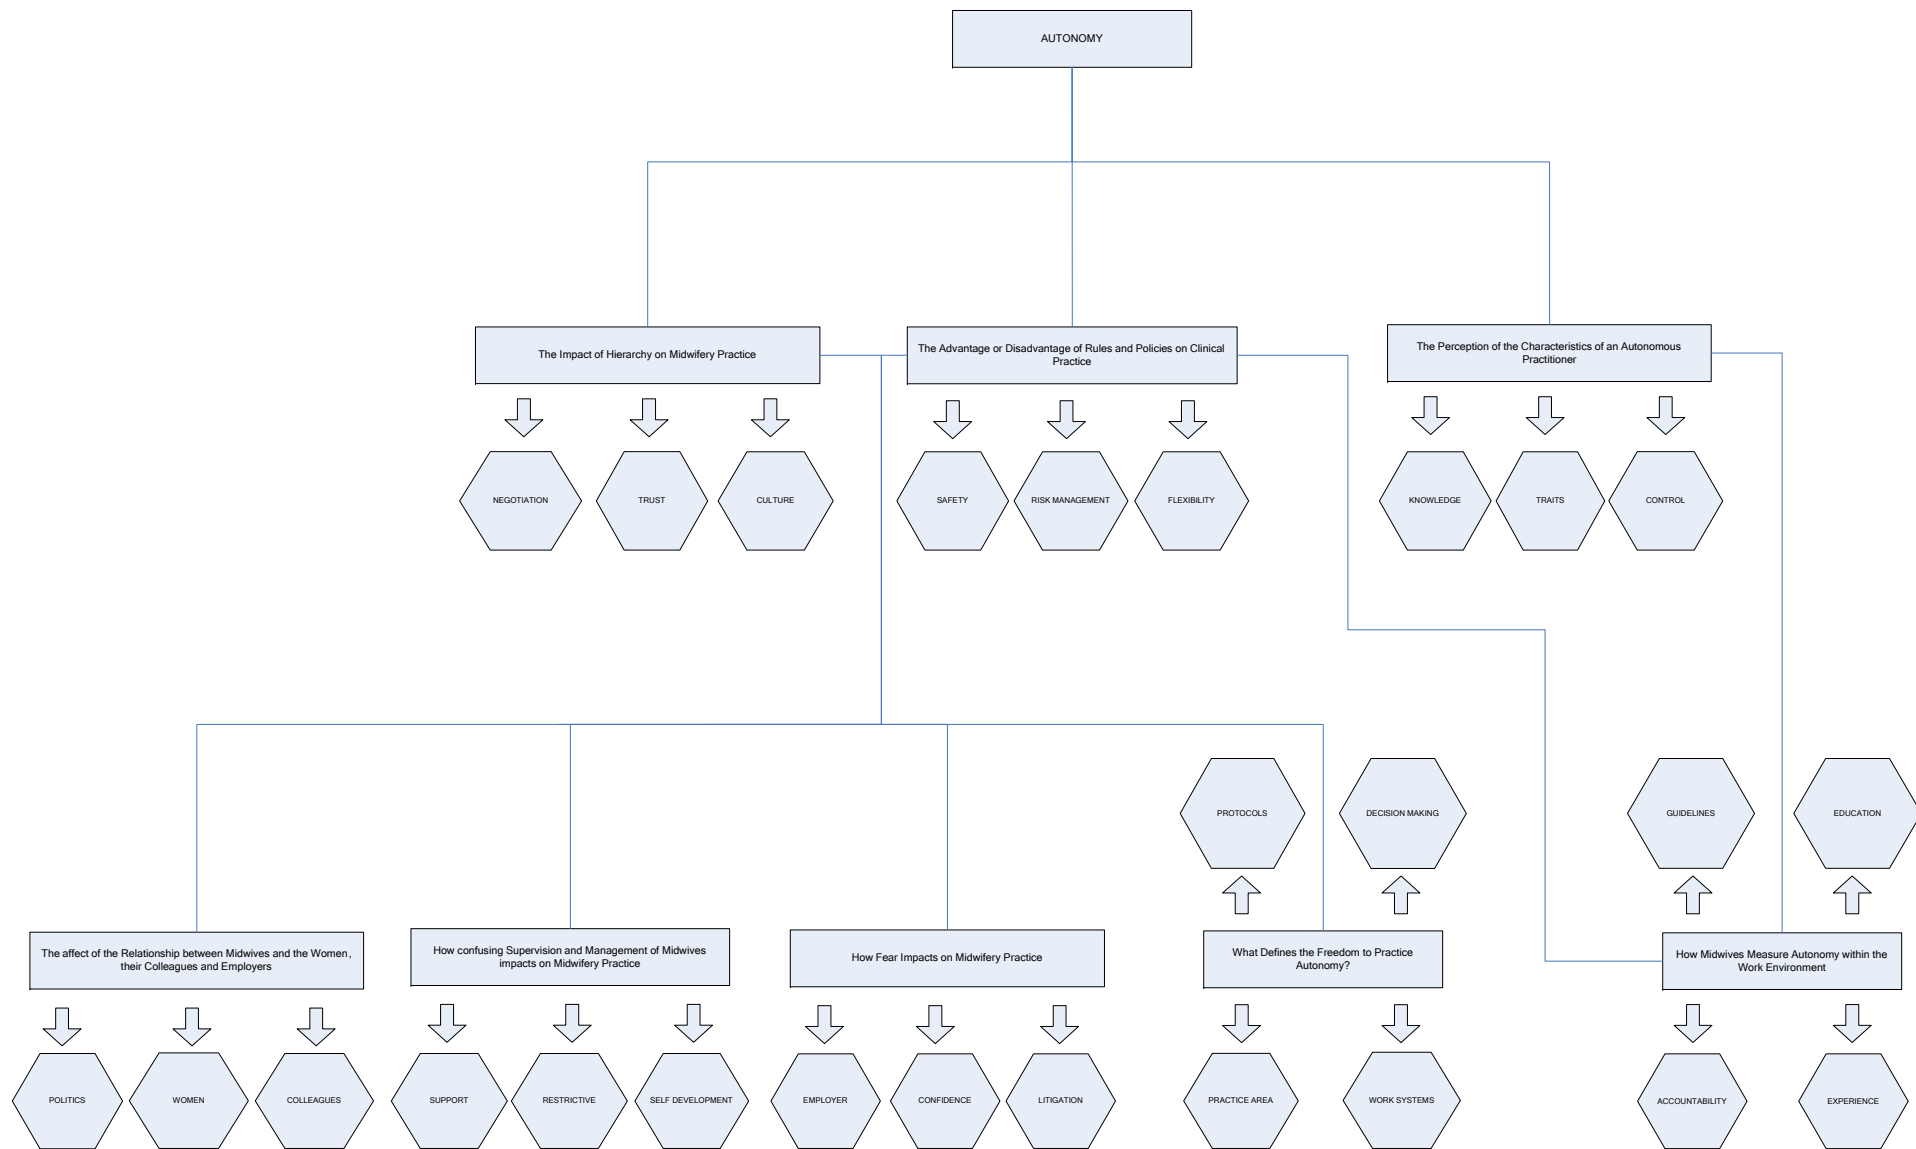 AUTONOMY
The Impact of Hierarchy on Midwifery Practice
The Advantage or Disadvantage of Rules and Policies on Clinical
Practice
The Perception of the Characteristics of an Autonomous
Practitioner
NEGOTIATION
TRUST
CULTURE
SAFETY
RISK MANAGEMENT
FLEXIBILITY
KNOWLEDGE
TRAITS
CONTROL
PROTOCOLS
DECISION MAKING
GUIDELINES
EDUCATION
The affect of the Relationship between Midwives and the Women,
their Colleagues and Employers
How confusing Supervision and Management of Midwives
impacts on Midwifery Practice
How Fear Impacts on Midwifery Practice
What Defines the Freedom to Practice
Autonomy?
How Midwives Measure Autonomy within the
Work Environment
POLITICS
WOMEN
COLLEAGUES
SUPPORT
RESTRICTIVE
SELF DEVELOPMENT
EMPLOYER
CONFIDENCE
LITIGATION
PRACTICE AREA
WORK SYSTEMS
ACCOUNTABILITY
EXPERIENCE